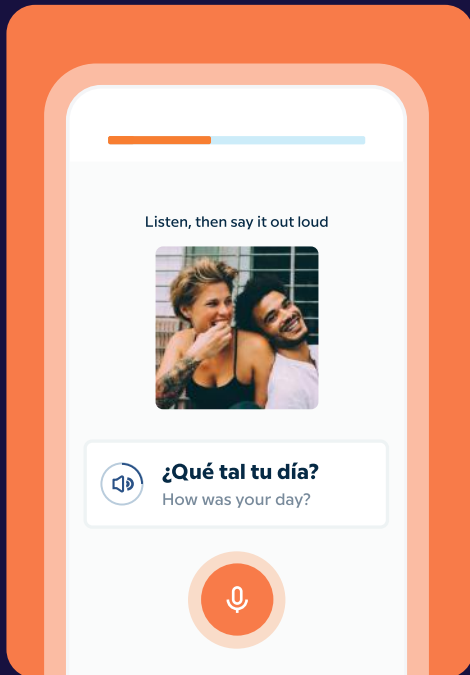 Listen, then say it out loud
¿Qué tal tu día?
How was your day?